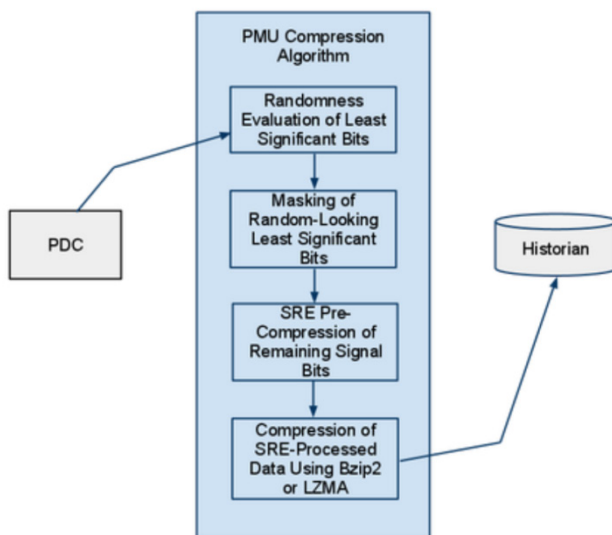 PMU Compression
Algorithm
Randomness
Evaluation of Least
Significant Bits
PDC
Masking of
Random-Looking
Least Significant
Bits
Historian
SRE Pre-
Compression of
Remaining Signal
Bits
Compression of
SRE-Processed
Data Using Bzip2
or LZMA